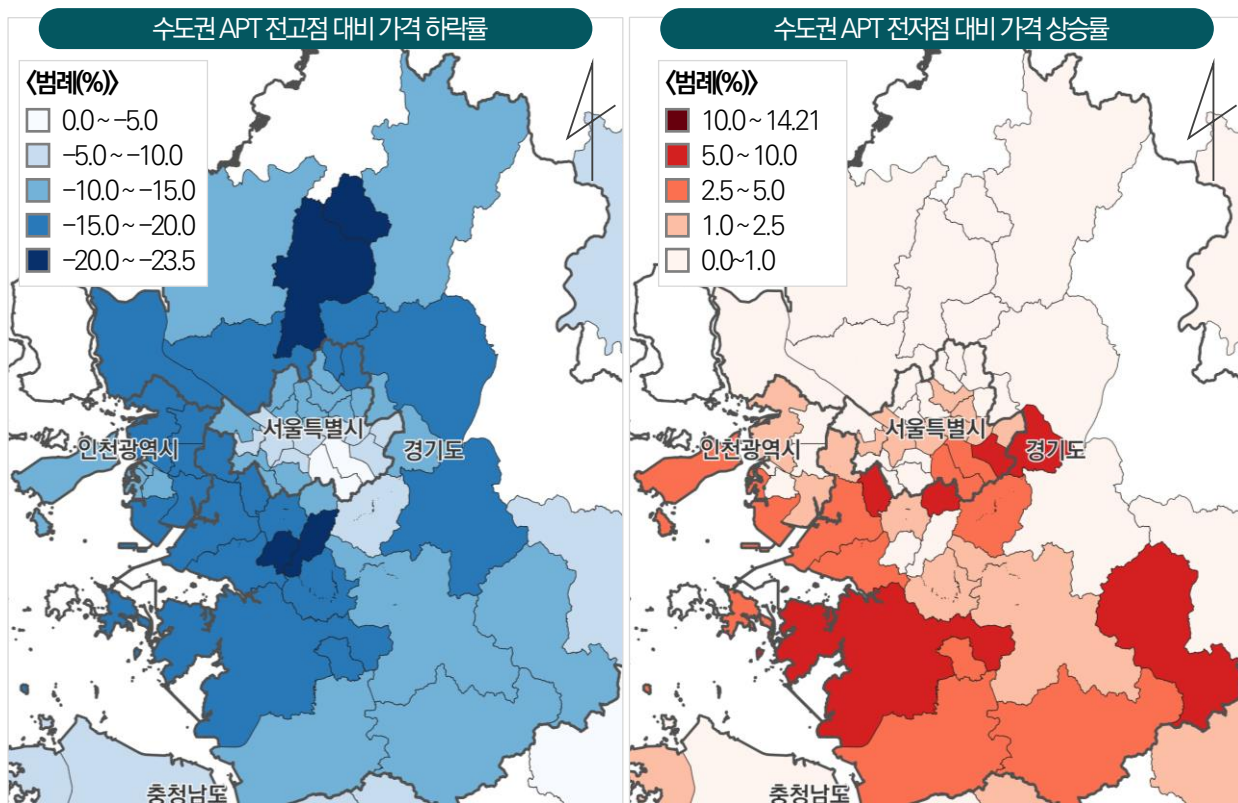 수도권 APT 전고점 대비 가격 하락률
〈범례(%)〉
0.0 ~ −5.0
−5.0 ~ −10.0
−10.0 ~ −15.0
−15.0 ~ −20.0
−20.0 ~ −23.5
서울특별시
인천광역시
경기도
충청남도
수도권 APT 전저점 대비 가격 상승률
〈범례(%)〉
10.0 ~ 14.21
5.0 ~ 10.0
2.5 ~ 5.0
1.0 ~ 2.5
0.0~1.0
서울특별시
인천광역시
경기도
충청남도